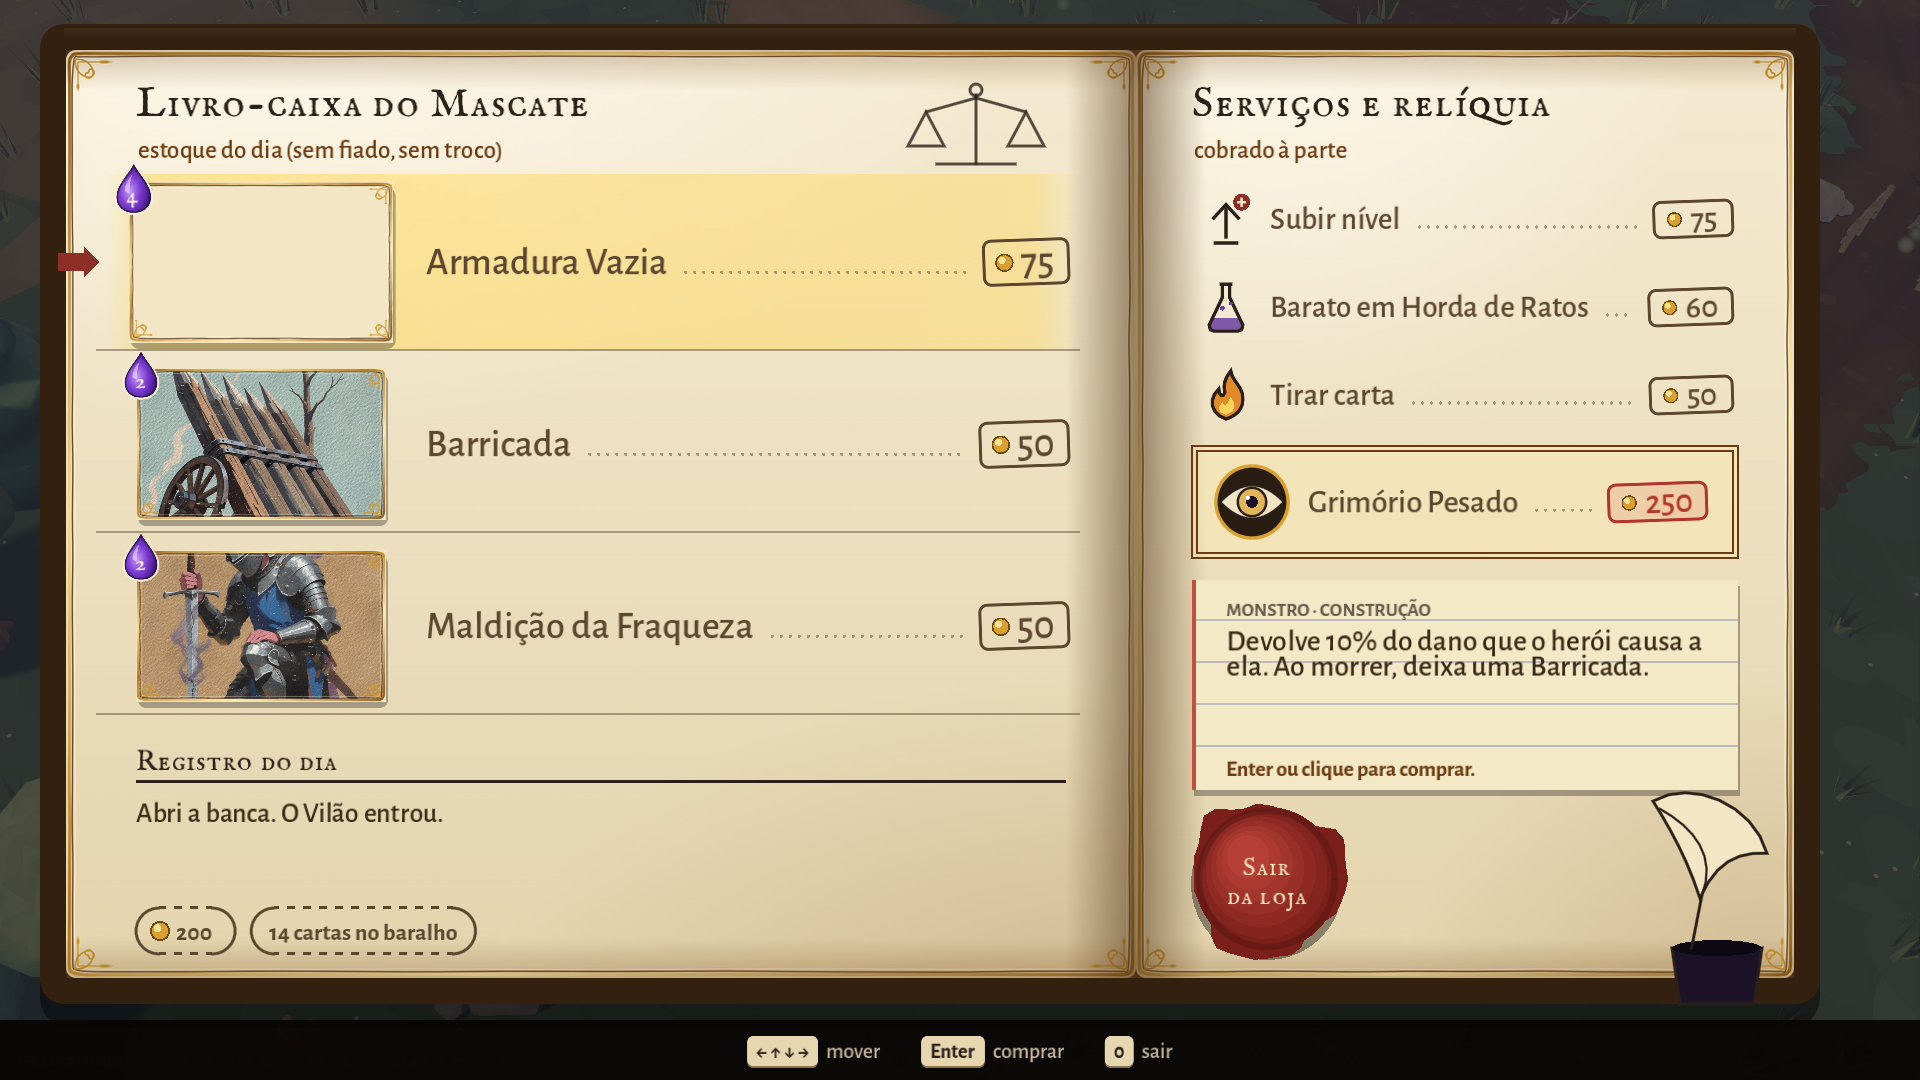 Livro-caixa do Mascate
estoque do dia (sem fiado, sem troco)
4
Armadura Vazia
75
2
Barricada
50
2
Maldição da Fraqueza
50
Registro do dia
Abri a banca. O Vilão entrou.
200
14 cartas no baralho
Serviços e relíquia
cobrado à parte
Subir nível
75
Barato em Horda de Ratos
60
Tirar carta
50
Grimório Pesado
250
MONSTRO · CONSTRUÇÃO
Devolve 10% do dano que o herói causa a
ela. Ao morrer, deixa uma Barricada.
Enter ou clique para comprar.
Sair
da loja
←↑↓→ mover
Enter comprar
0 sair